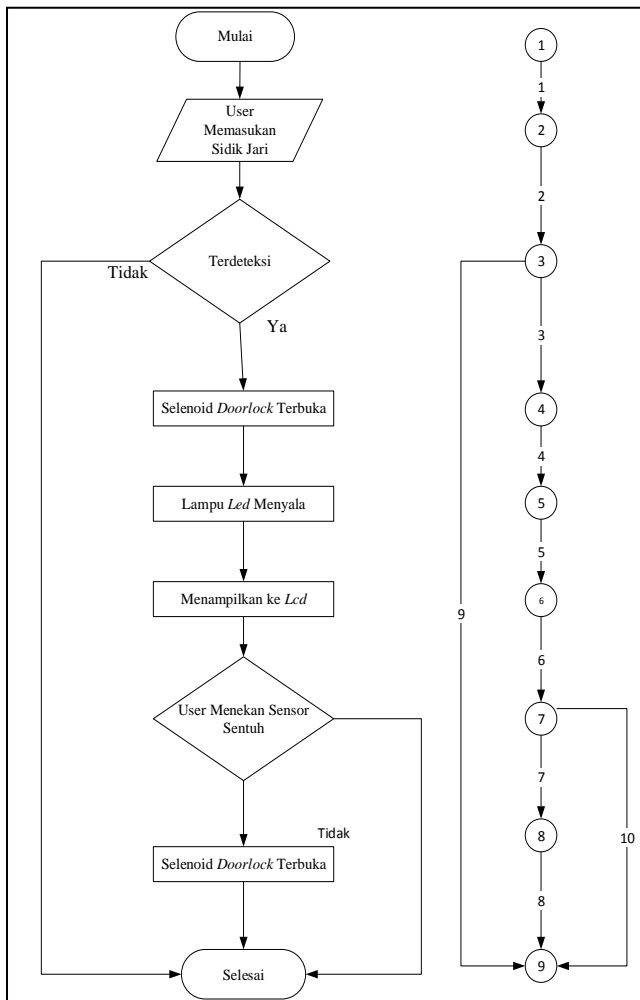 Mulai
User
Memasukan
Sidik Jari
Terdeteksi
Tidak
Ya
Selenoid Doorlock Terbuka
Lampu Led Menyala
Menampilkan ke Lcd
User Menekan Sensor
Sentuh
Tidak
Selenoid Doorlock Terbuka
Selesai
1
1
2
2
3
3
4
4
5
5
6
9
6
7
7
8
10
8
9